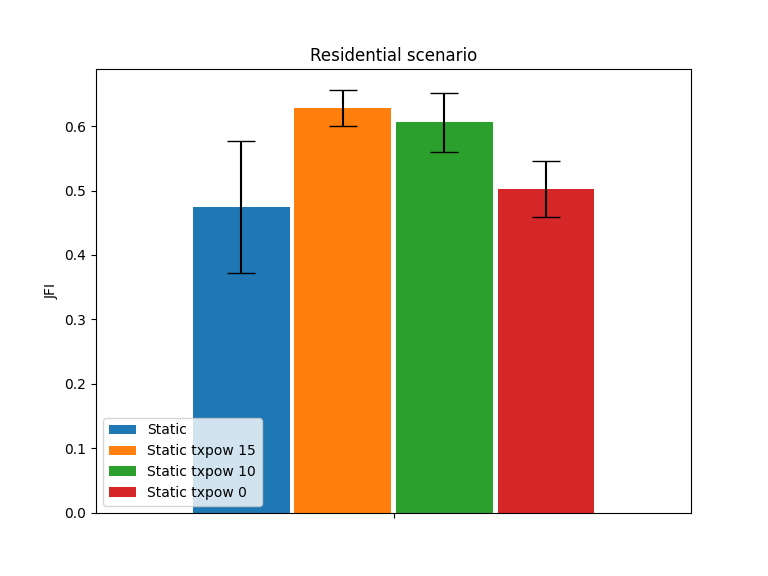 Residential scenario
JFI
0.6
0.5
0.4
0.3
0.2
0.1
0.0
Static
Static txpow 15
Static txpow 10
Static txpow 0